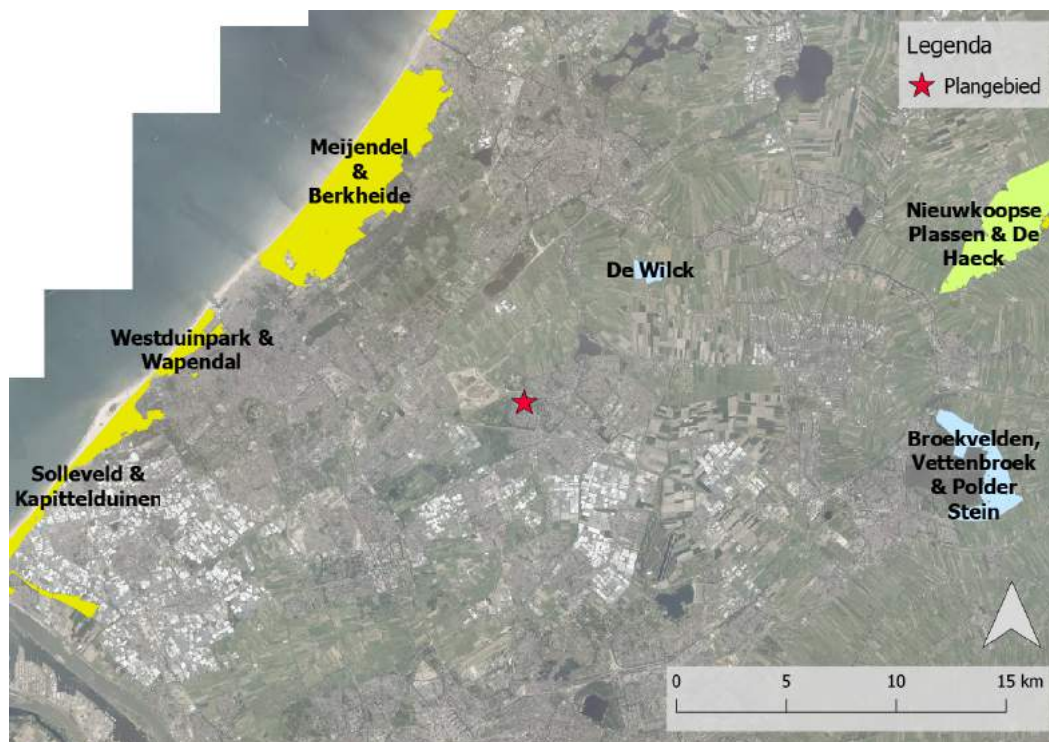 Legenda
Plangebied
Meijendel
&
Berkheide
Nieuwkoopse
Plassen & De
Haeck
De Wilck
Westduinpark &
Wapendal
Solleveld &
Kapittelduinen
Broekvelden,
Vettenbroek
& Polder
Stein
0 5 10 15 km